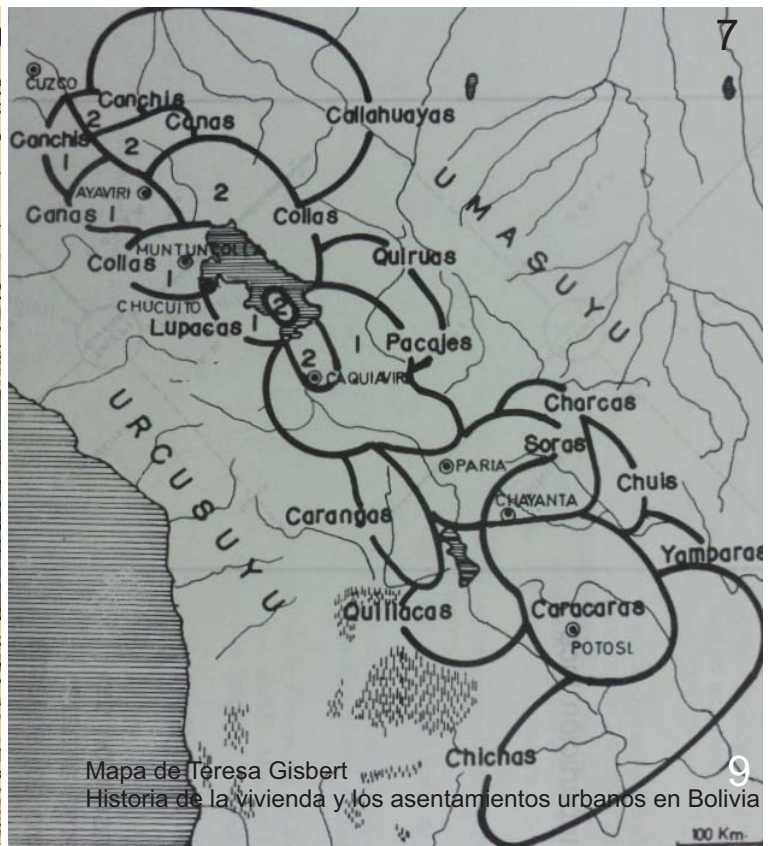 7
CUZCO
Canchis
2
Canas
Callahuayas
Canchis
1
2
AYAVIRI
2
Canas 1
Collas
UMASUYU
MUNTUNCOLLA
Collas
1
Quiruas
CHUCUITO
Lupacas
1
2
1
Pacajes
2
CAQUIAVIRI
URCUSUYU
Charcas
Soras
PARIA
Chuis
CHAYANTA
Carangas
Yamparas
Quillacas
Caracaras
POTOSI.
Chichas
Mapa de Teresa Gisbert
9
Historia de la vivienda y los asentamientos urbanos en Bolivia
100 Km.